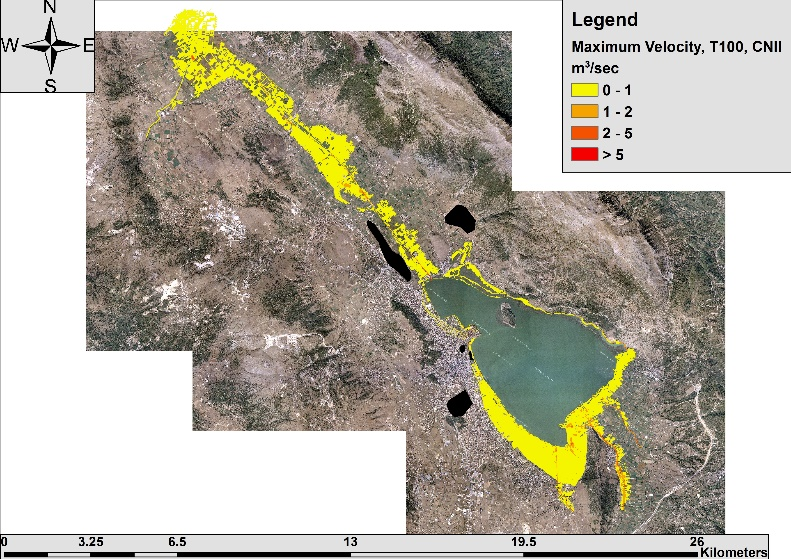 N
W E
S
Legend
Maximum Velocity, T100, CNII
m³/sec
0 - 1
1 - 2
2 - 5
> 5
0 3.25 6.5 13 19.5 26
Kilometers